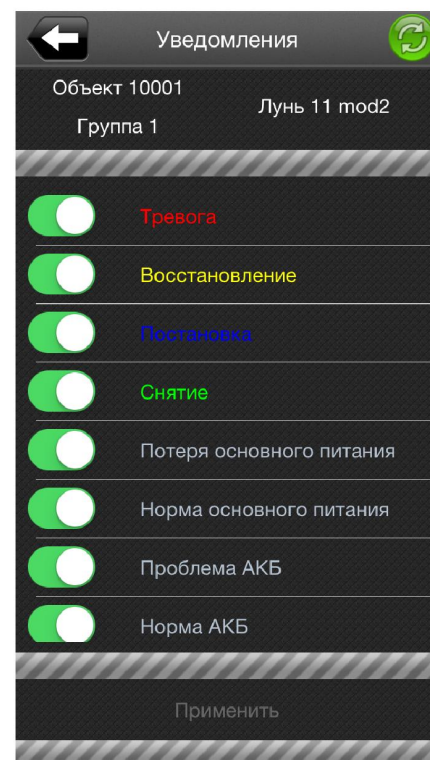 Уведомления
Объект 10001
Группа 1
Лунь 11 mod2
Тревога
Восстановление
Постановка
Снятие
Потеря основного питания
Норма основного питания
Проблема АКБ
Норма АКБ
Применить